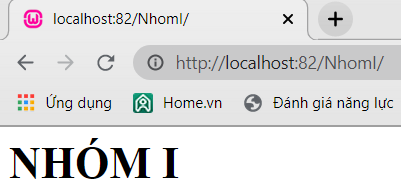 localhost:82/NhomI/
http://localhost:82/NhomI/
Ứng dụng Home.vn Đánh giá năng lực
NHÓM I